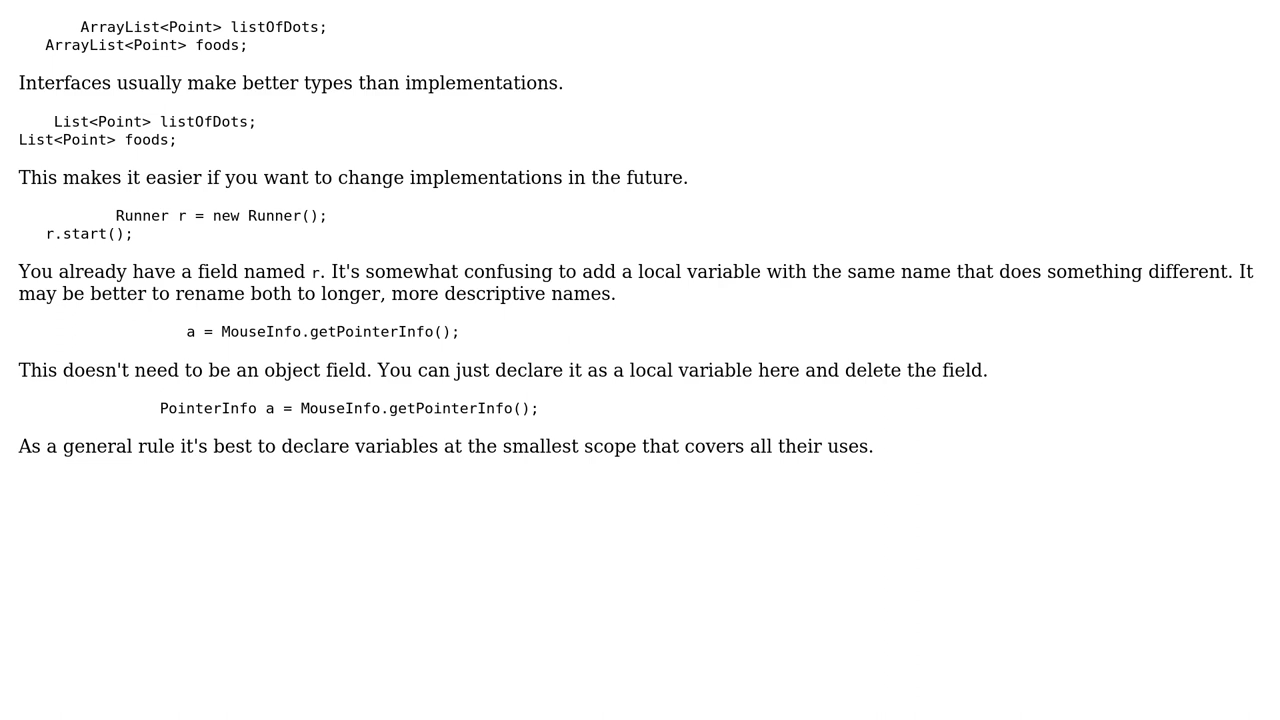 ArrayList<Point> listOfDots;
ArrayList<Point> foods;
Interfaces usually make better types than implementations.
List<Point> listOfDots;
List<Point> foods;
This makes it easier if you want to change implementations in the future.
Runner r = new Runner();
r.start();
You already have a field named r. It's somewhat confusing to add a local variable with the same name that does something different. It
may be better to rename both to longer, more descriptive names.
a = MouseInfo.getPointerInfo();
This doesn't need to be an object field. You can just declare it as a local variable here and delete the field.
PointerInfo a = MouseInfo.getPointerInfo();
As a general rule it's best to declare variables at the smallest scope that covers all their uses.